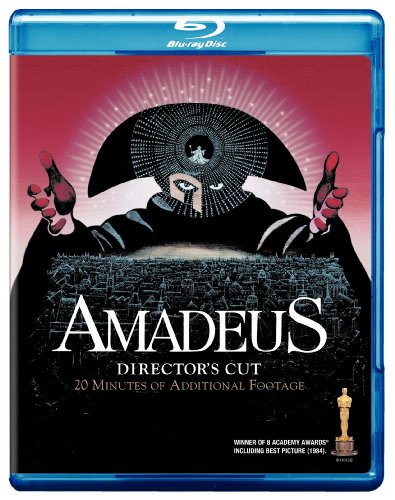 Blu-ray Disc
AMADEUS
DIRECTOR'S CUT
20 MINUTES OF ADDITIONAL FOOTAGE
WINNER OF 8 ACADEMY AWARDS®
INCLUDING BEST PICTURE (1984).